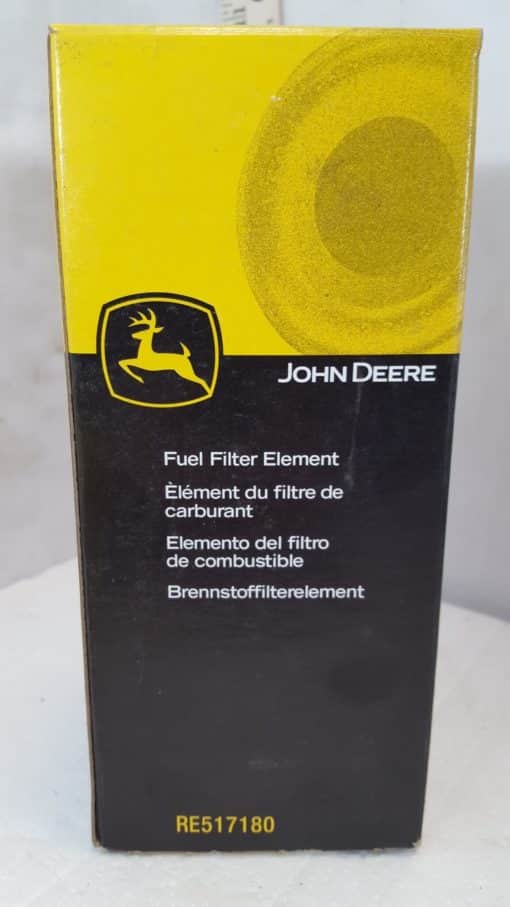 JOHN DEERE
Fuel Filter Element
Èlément du filtre de
carburant
Elemento del filtro
de combustible
Brennstoffilterelement
RE517180